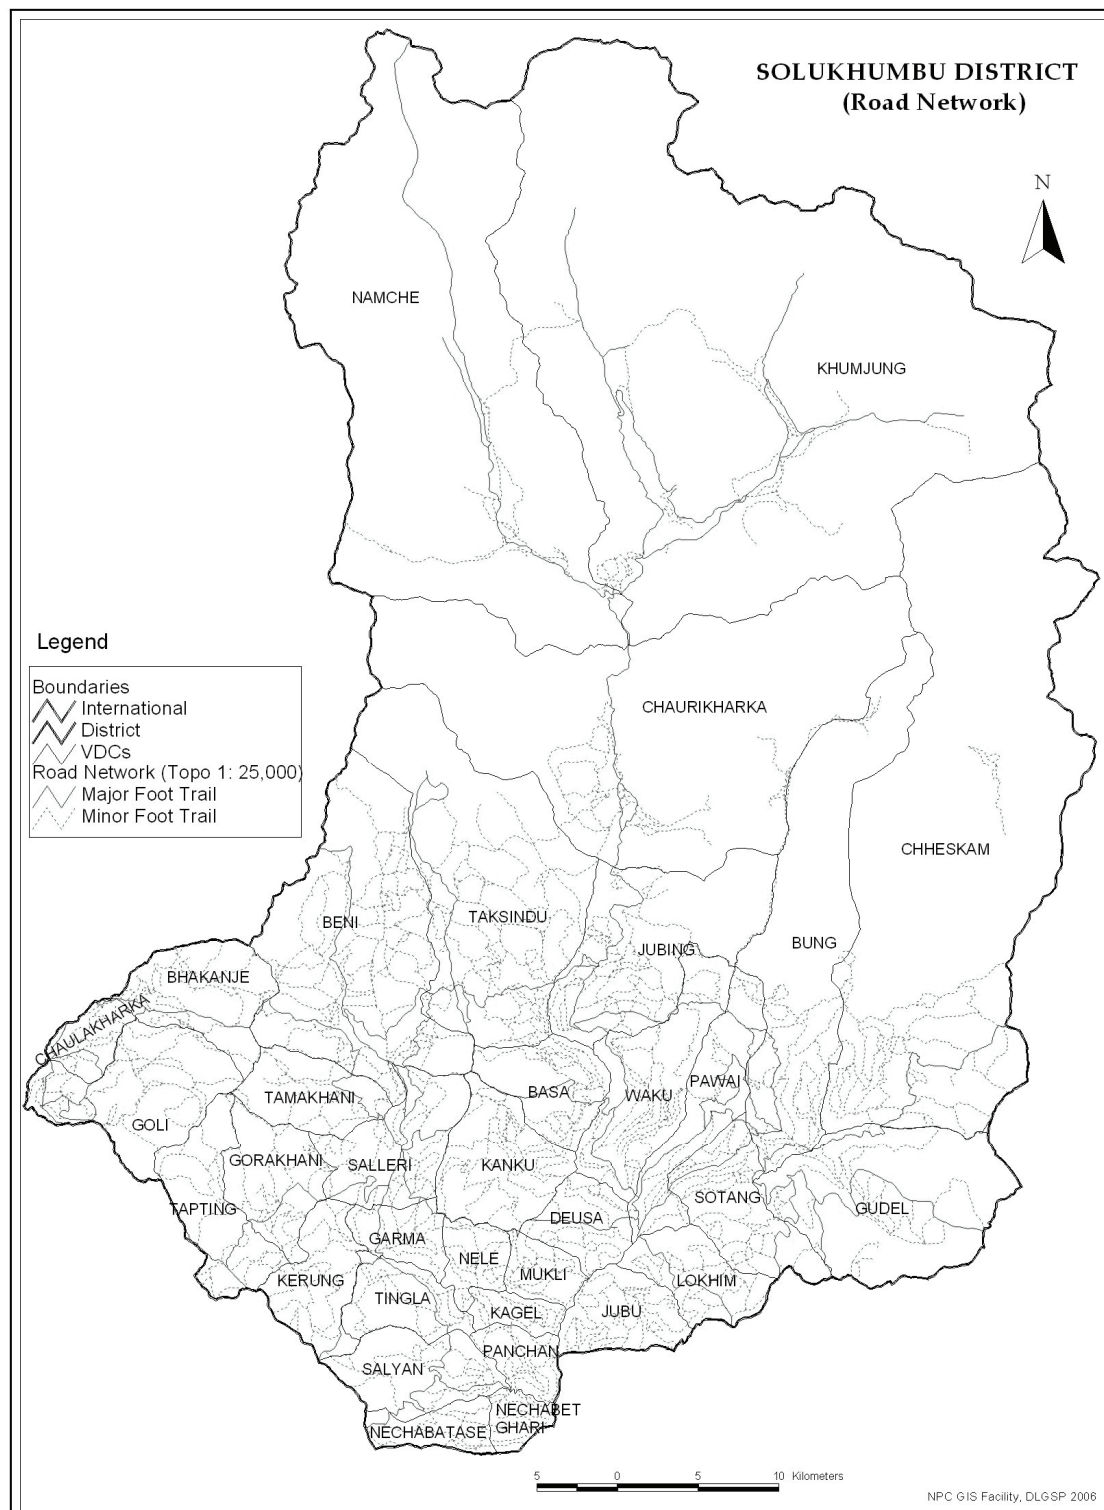 SOLUKHUMBU DISTRICT
(Road Network)
N
NAMCHE
KHUMJUNG
Legend
Boundaries
International
District
VDCs
Road Network (Topo 1: 25,000)
Major Foot Trail
Minor Foot Trail
CHAURIKHARKA
CHHESKAM
BENI
TAKSINDU
JUBING
BUNG
BHAKANJE
CHAULAKHARKA
TAMAKHANI
BASA
WAKU
PAWAI
GOLI
GORAKHANI
SALLERI
KANKU
SOTANG
TAPTING
DEUSA
GUDEL
GARMA
NELE
MUKLI
LOKHIM
KERUNG
TINGLA
KAGEL
JUBU
PANCHAN
SALYAN
NECHABET
GHARI
NECHABATASE
5 0 5 10 Kilometers
NPC GIS Facility, DLGSP 2006